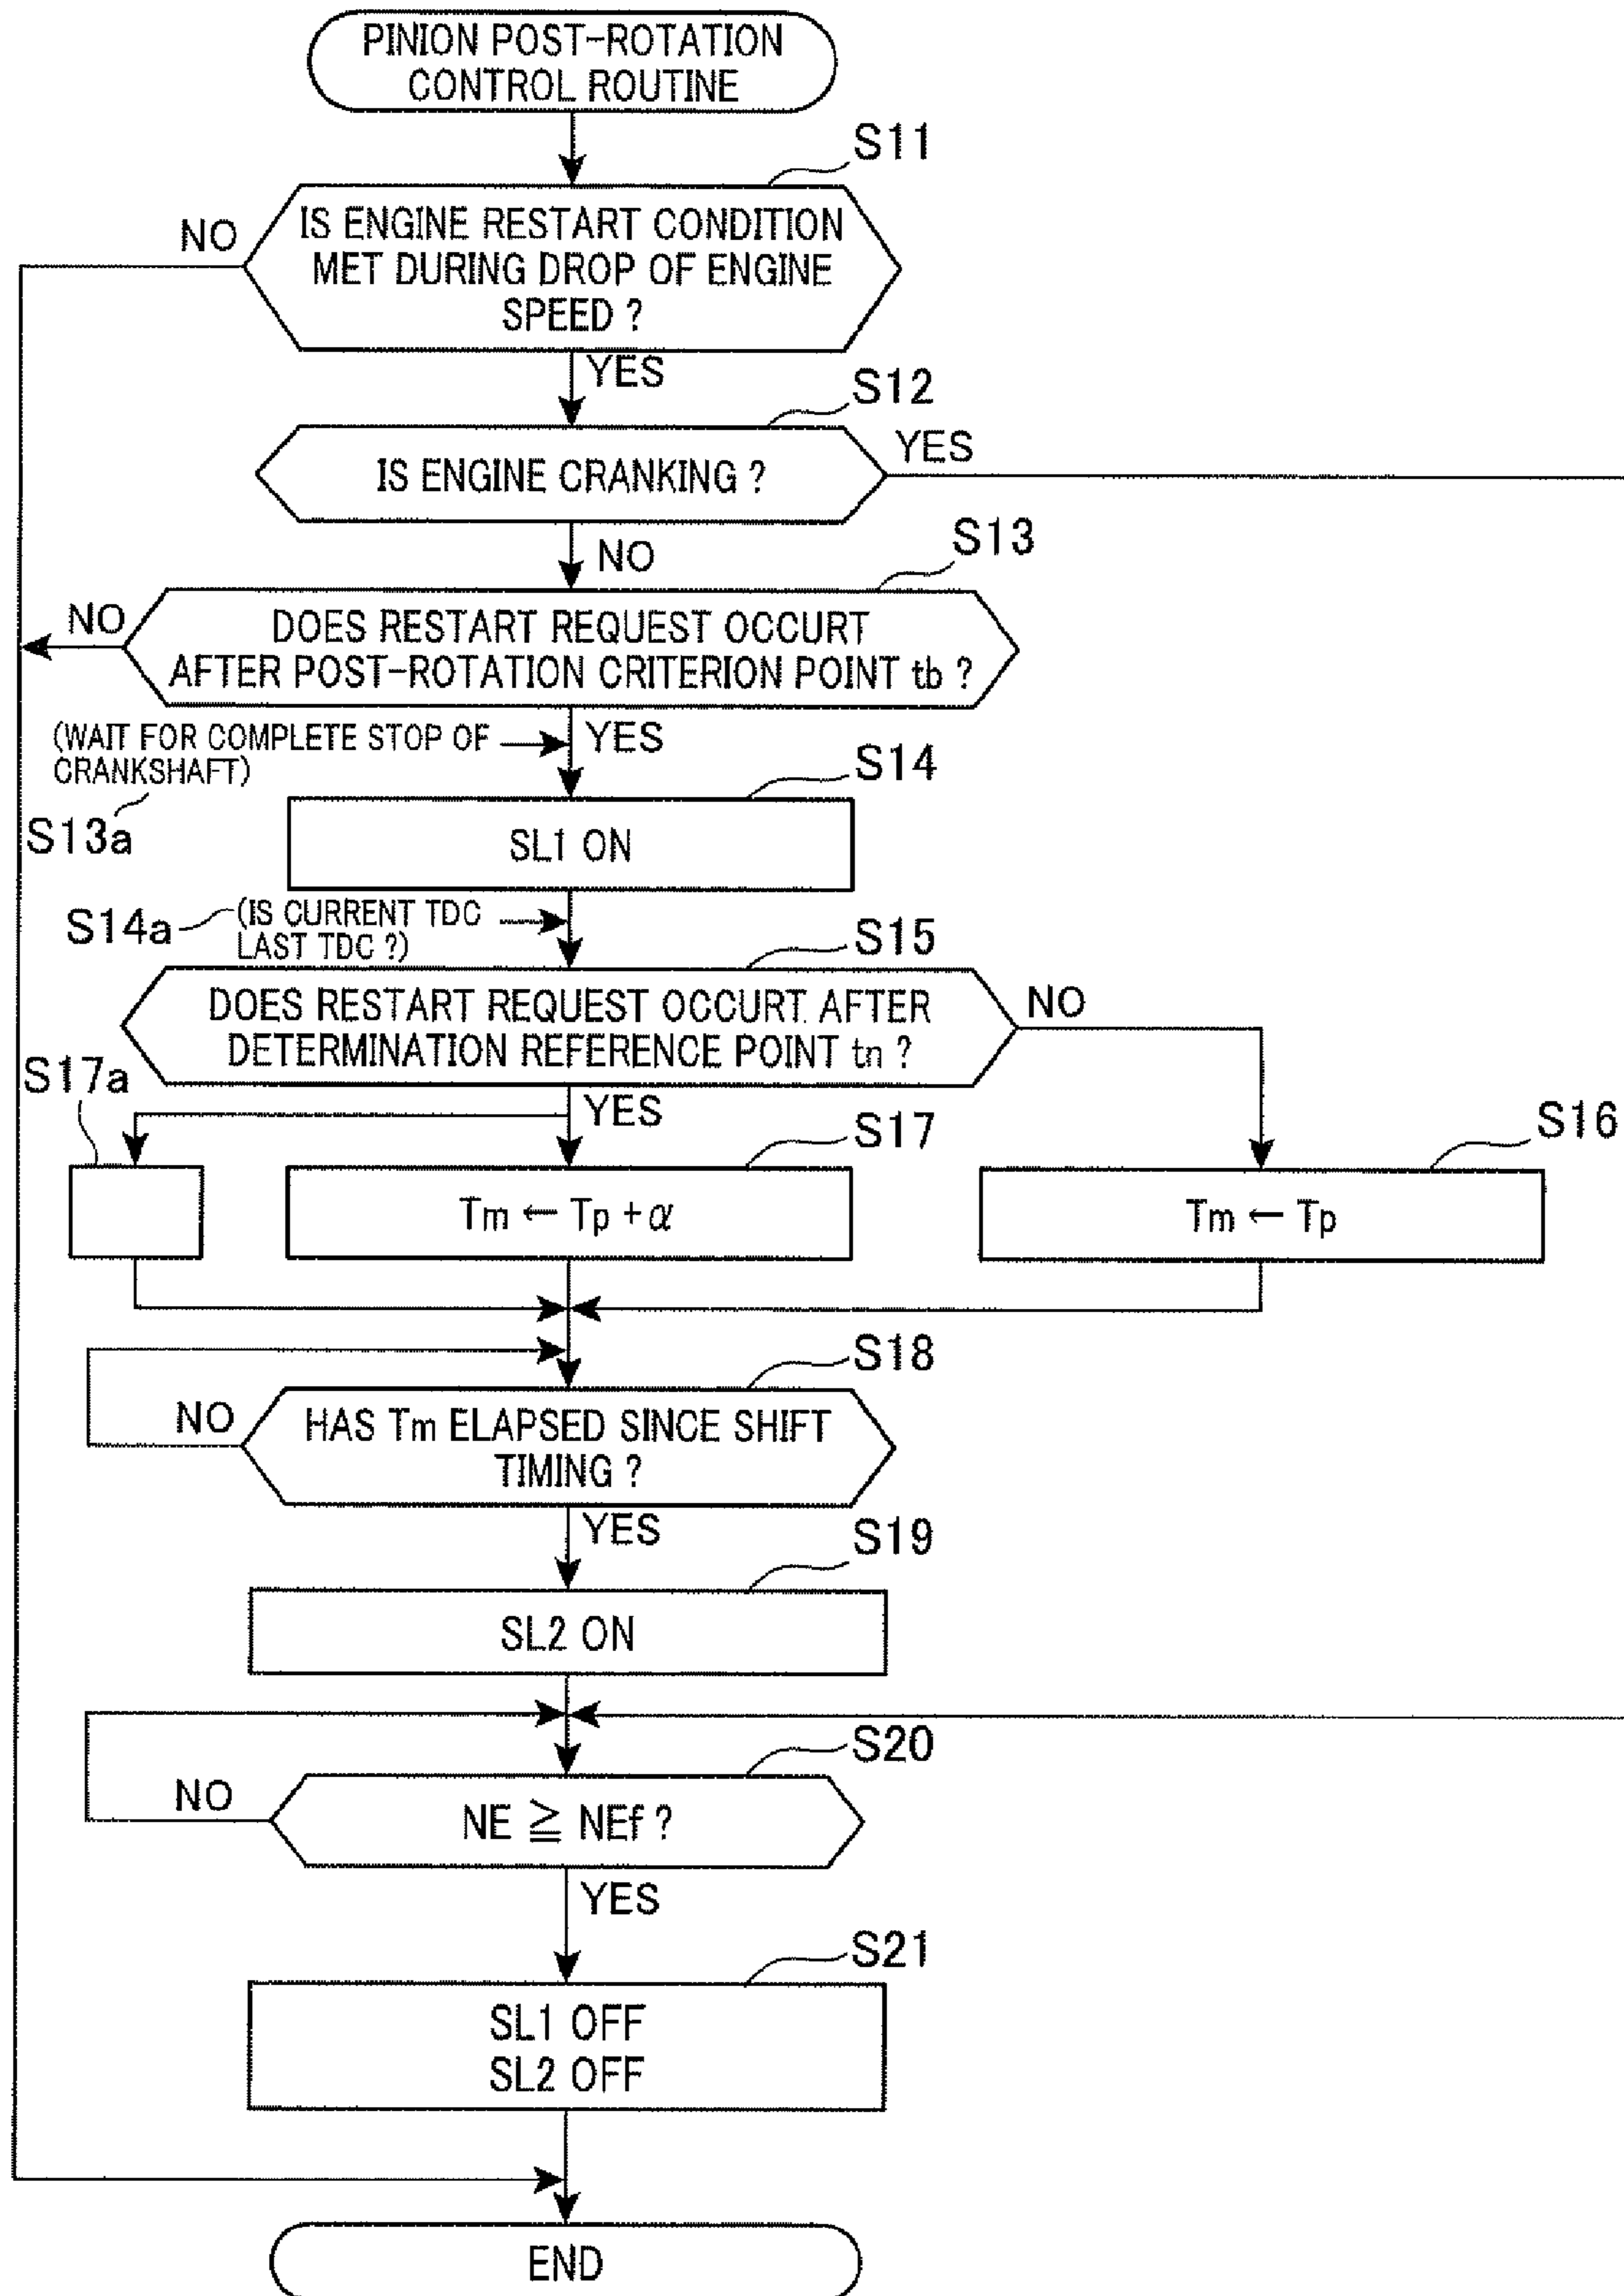 PINION POST-ROTATION
CONTROL ROUTINE
S11
IS ENGINE RESTART CONDITION
MET DURING DROP OF ENGINE
SPEED ?
NO
YES
S12
IS ENGINE CRANKING ?
YES
NO
S13
DOES RESTART REQUEST OCCURT
AFTER POST-ROTATION CRITERION POINT tb ?
NO
YES
(WAIT FOR COMPLETE STOP OF
CRANKSHAFT)
S13a
S14
SL1 ON
S14a
(IS CURRENT TDC
LAST TDC ?)
S15
DOES RESTART REQUEST OCCURT AFTER
DETERMINATION REFERENCE POINT tn ?
NO
YES
S17a
S17
Tm ← Tp + α
S16
Tm ← Tp
S18
HAS Tm ELAPSED SINCE SHIFT
TIMING ?
NO
YES
S19
SL2 ON
S20
NE ≧ NEf ?
NO
YES
S21
SL1 OFF
SL2 OFF
END